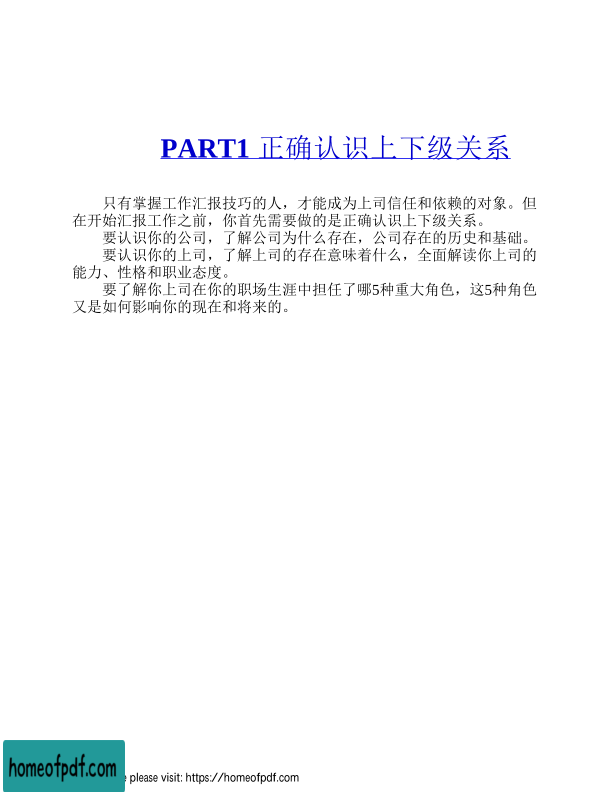 PART1 正确认识上下级关系
只有掌握工作汇报技巧的人，才能成为上司信任和依赖的对象。但
在开始汇报工作之前，你首先需要做的是正确认识上下级关系。
要认识你的公司，了解公司为什么存在，公司存在的历史和基础。
要认识你的上司，了解上司的存在意味着什么，全面解读你上司的
能力、性格和职业态度。
要了解你上司在你的职场生涯中担任了哪5种重大角色，这5种角色
又是如何影响你的现在和将来的。
homeofpdf.com
please visit: https://homeofpdf.com